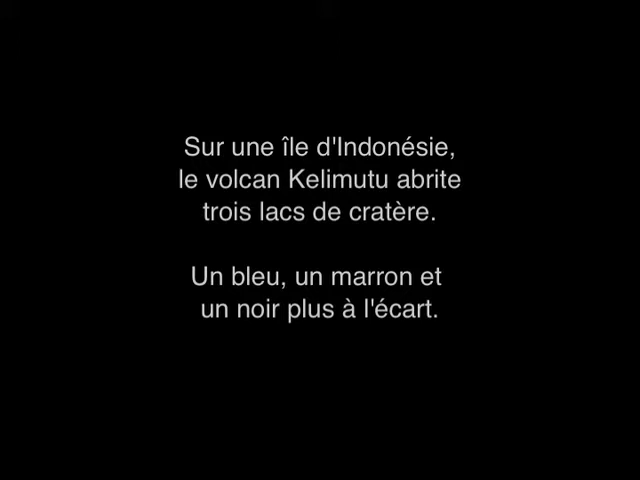 Sur une île d'Indonésie,
le volcan Kelimutu abrite
trois lacs de cratère.
Un bleu, un marron et
un noir plus à l'écart.